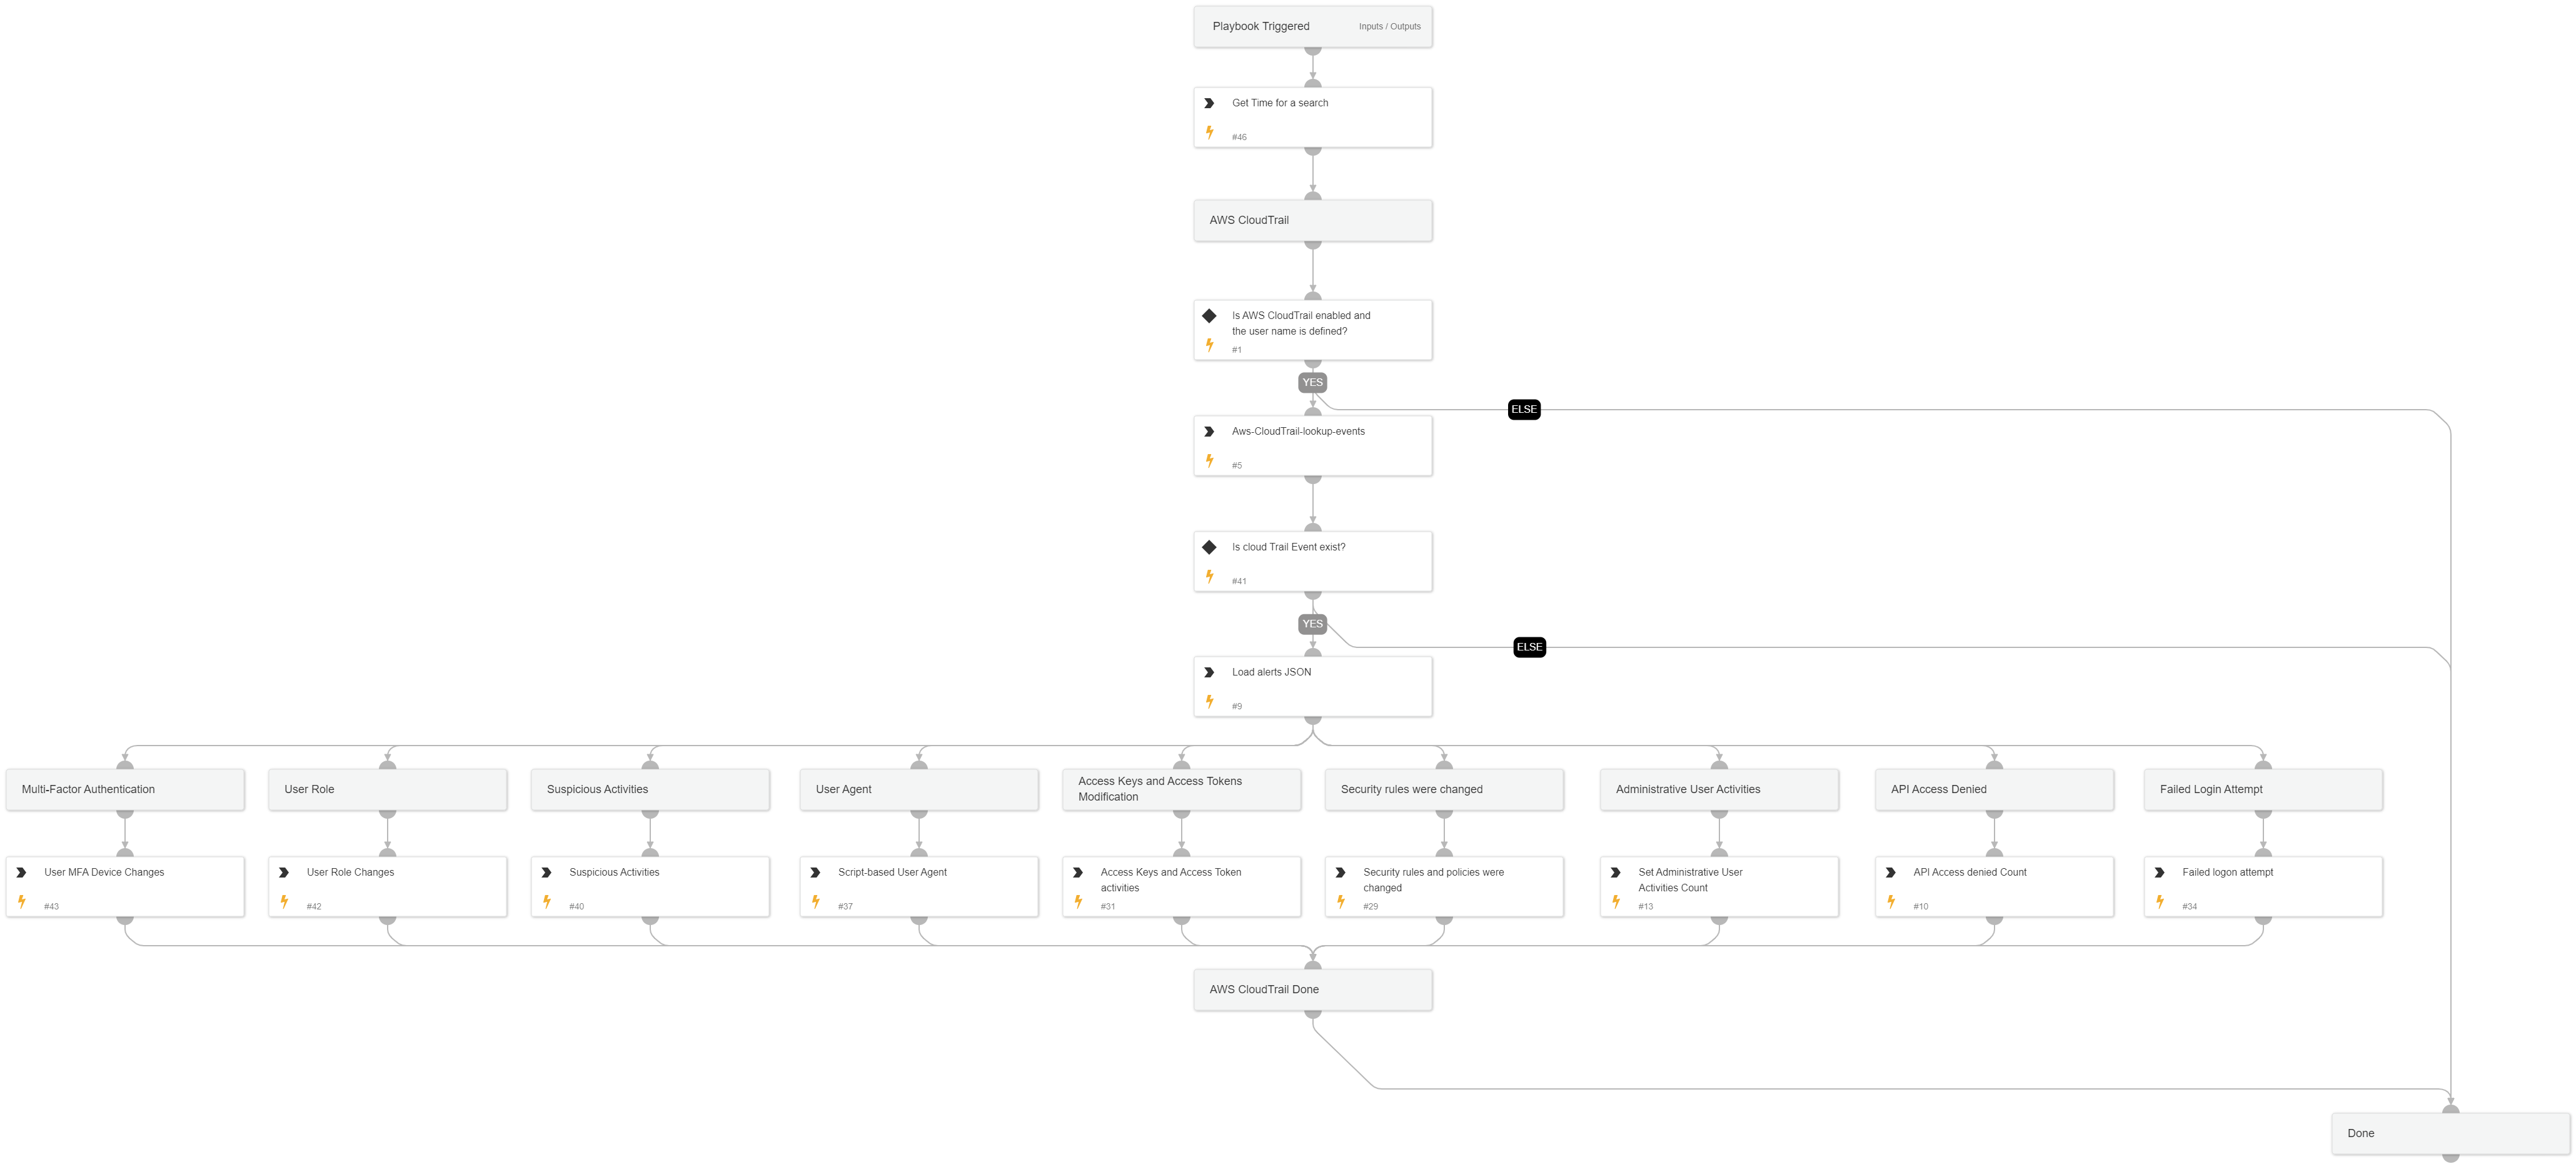 Playbook Triggered
Inputs / Outputs
Get Time for a search
#46
AWS CloudTrail
Is AWS CloudTrail enabled and
the user name is defined?
#1
YES
ELSE
Aws-CloudTrail-lookup-events
#5
Is cloud Trail Event exist?
#41
YES
ELSE
Load alerts JSON
#9
Multi-Factor Authentication
User Role
Suspicious Activities
User Agent
Access Keys and Access Tokens
Modification
Security rules were changed
Administrative User Activities
API Access Denied
Failed Login Attempt
User MFA Device Changes
#43
User Role Changes
#42
Suspicious Activities
#40
Script-based User Agent
#37
Access Keys and Access Token
activities
#31
Security rules and policies were
changed
#29
Set Administrative User
Activities Count
#13
API Access denied Count
#10
Failed logon attempt
#34
AWS CloudTrail Done
Done